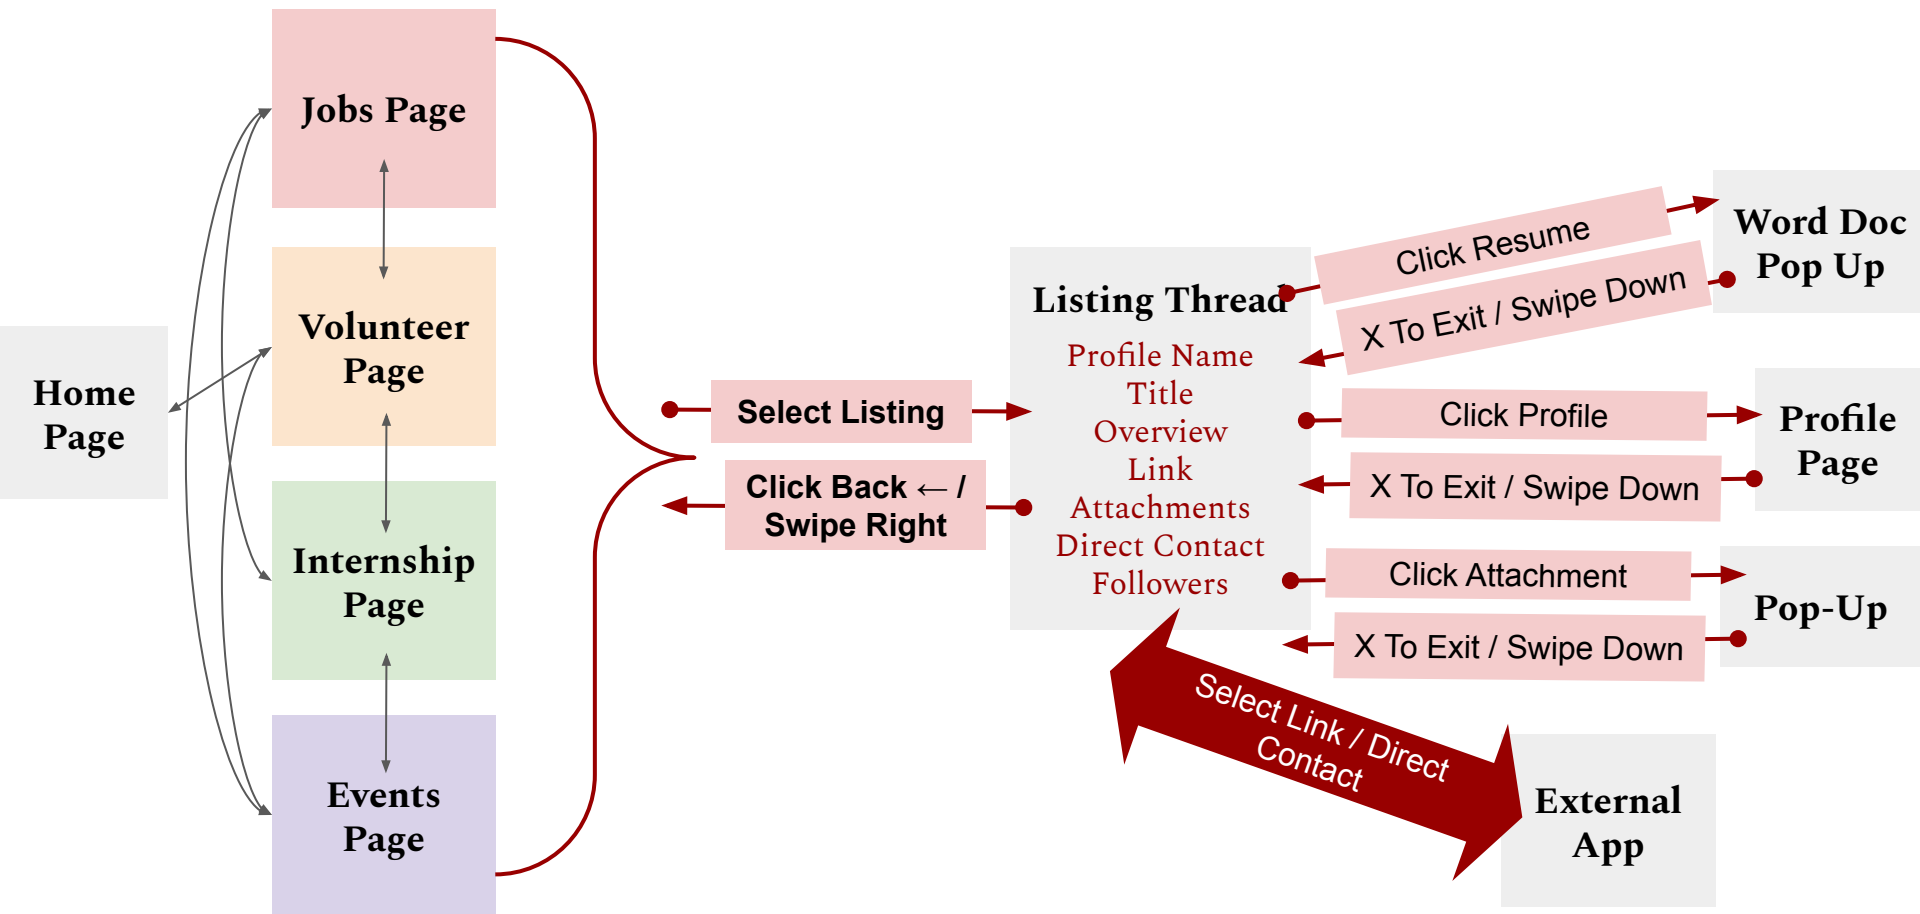 Jobs Page
Volunteer
Page
Home
Page
Internship
Page
Events
Page
Select Listing
Click Back ← /
Swipe Right
Listing Thread
Profile Name
Title
Overview
Link
Attachments
Direct Contact
Followers
Click Resume
X To Exit / Swipe Down
Word Doc
Pop Up
Click Profile
X To Exit / Swipe Down
Profile
Page
Click Attachment
X To Exit / Swipe Down
Pop-Up
Select Link / Direct
Contact
External
App